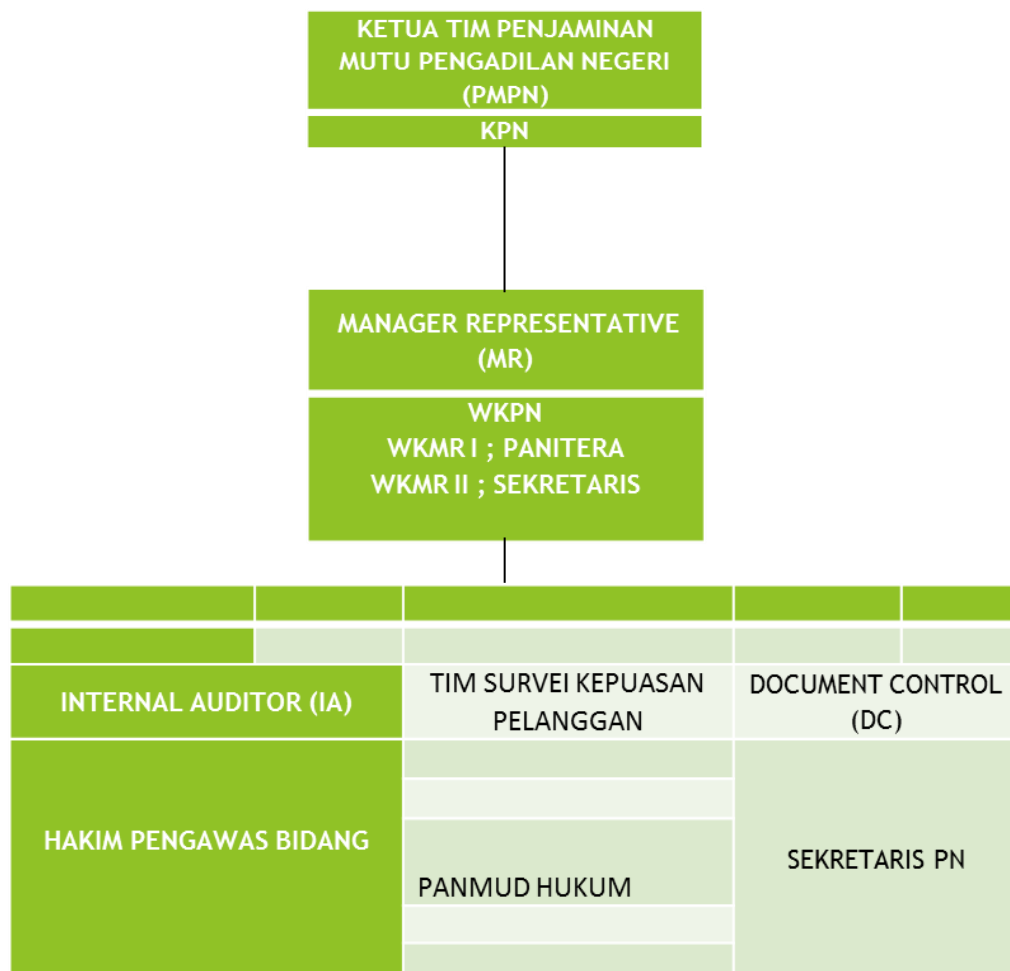 KETUA TIM PENJAMINAN
MUTU PENGADILAN NEGERI
(PMPN)
KPN
MANAGER REPRESENTATIVE
(MR)
WKPN
WKMR I ; PANITERA
WKMR II ; SEKRETARIS
INTERNAL AUDITOR (IA)
TIM SURVEI KEPUASAN
PELANGGAN
DOCUMENT CONTROL
(DC)
HAKIM PENGAWAS BIDANG
PANMUD HUKUM
SEKRETARIS PN